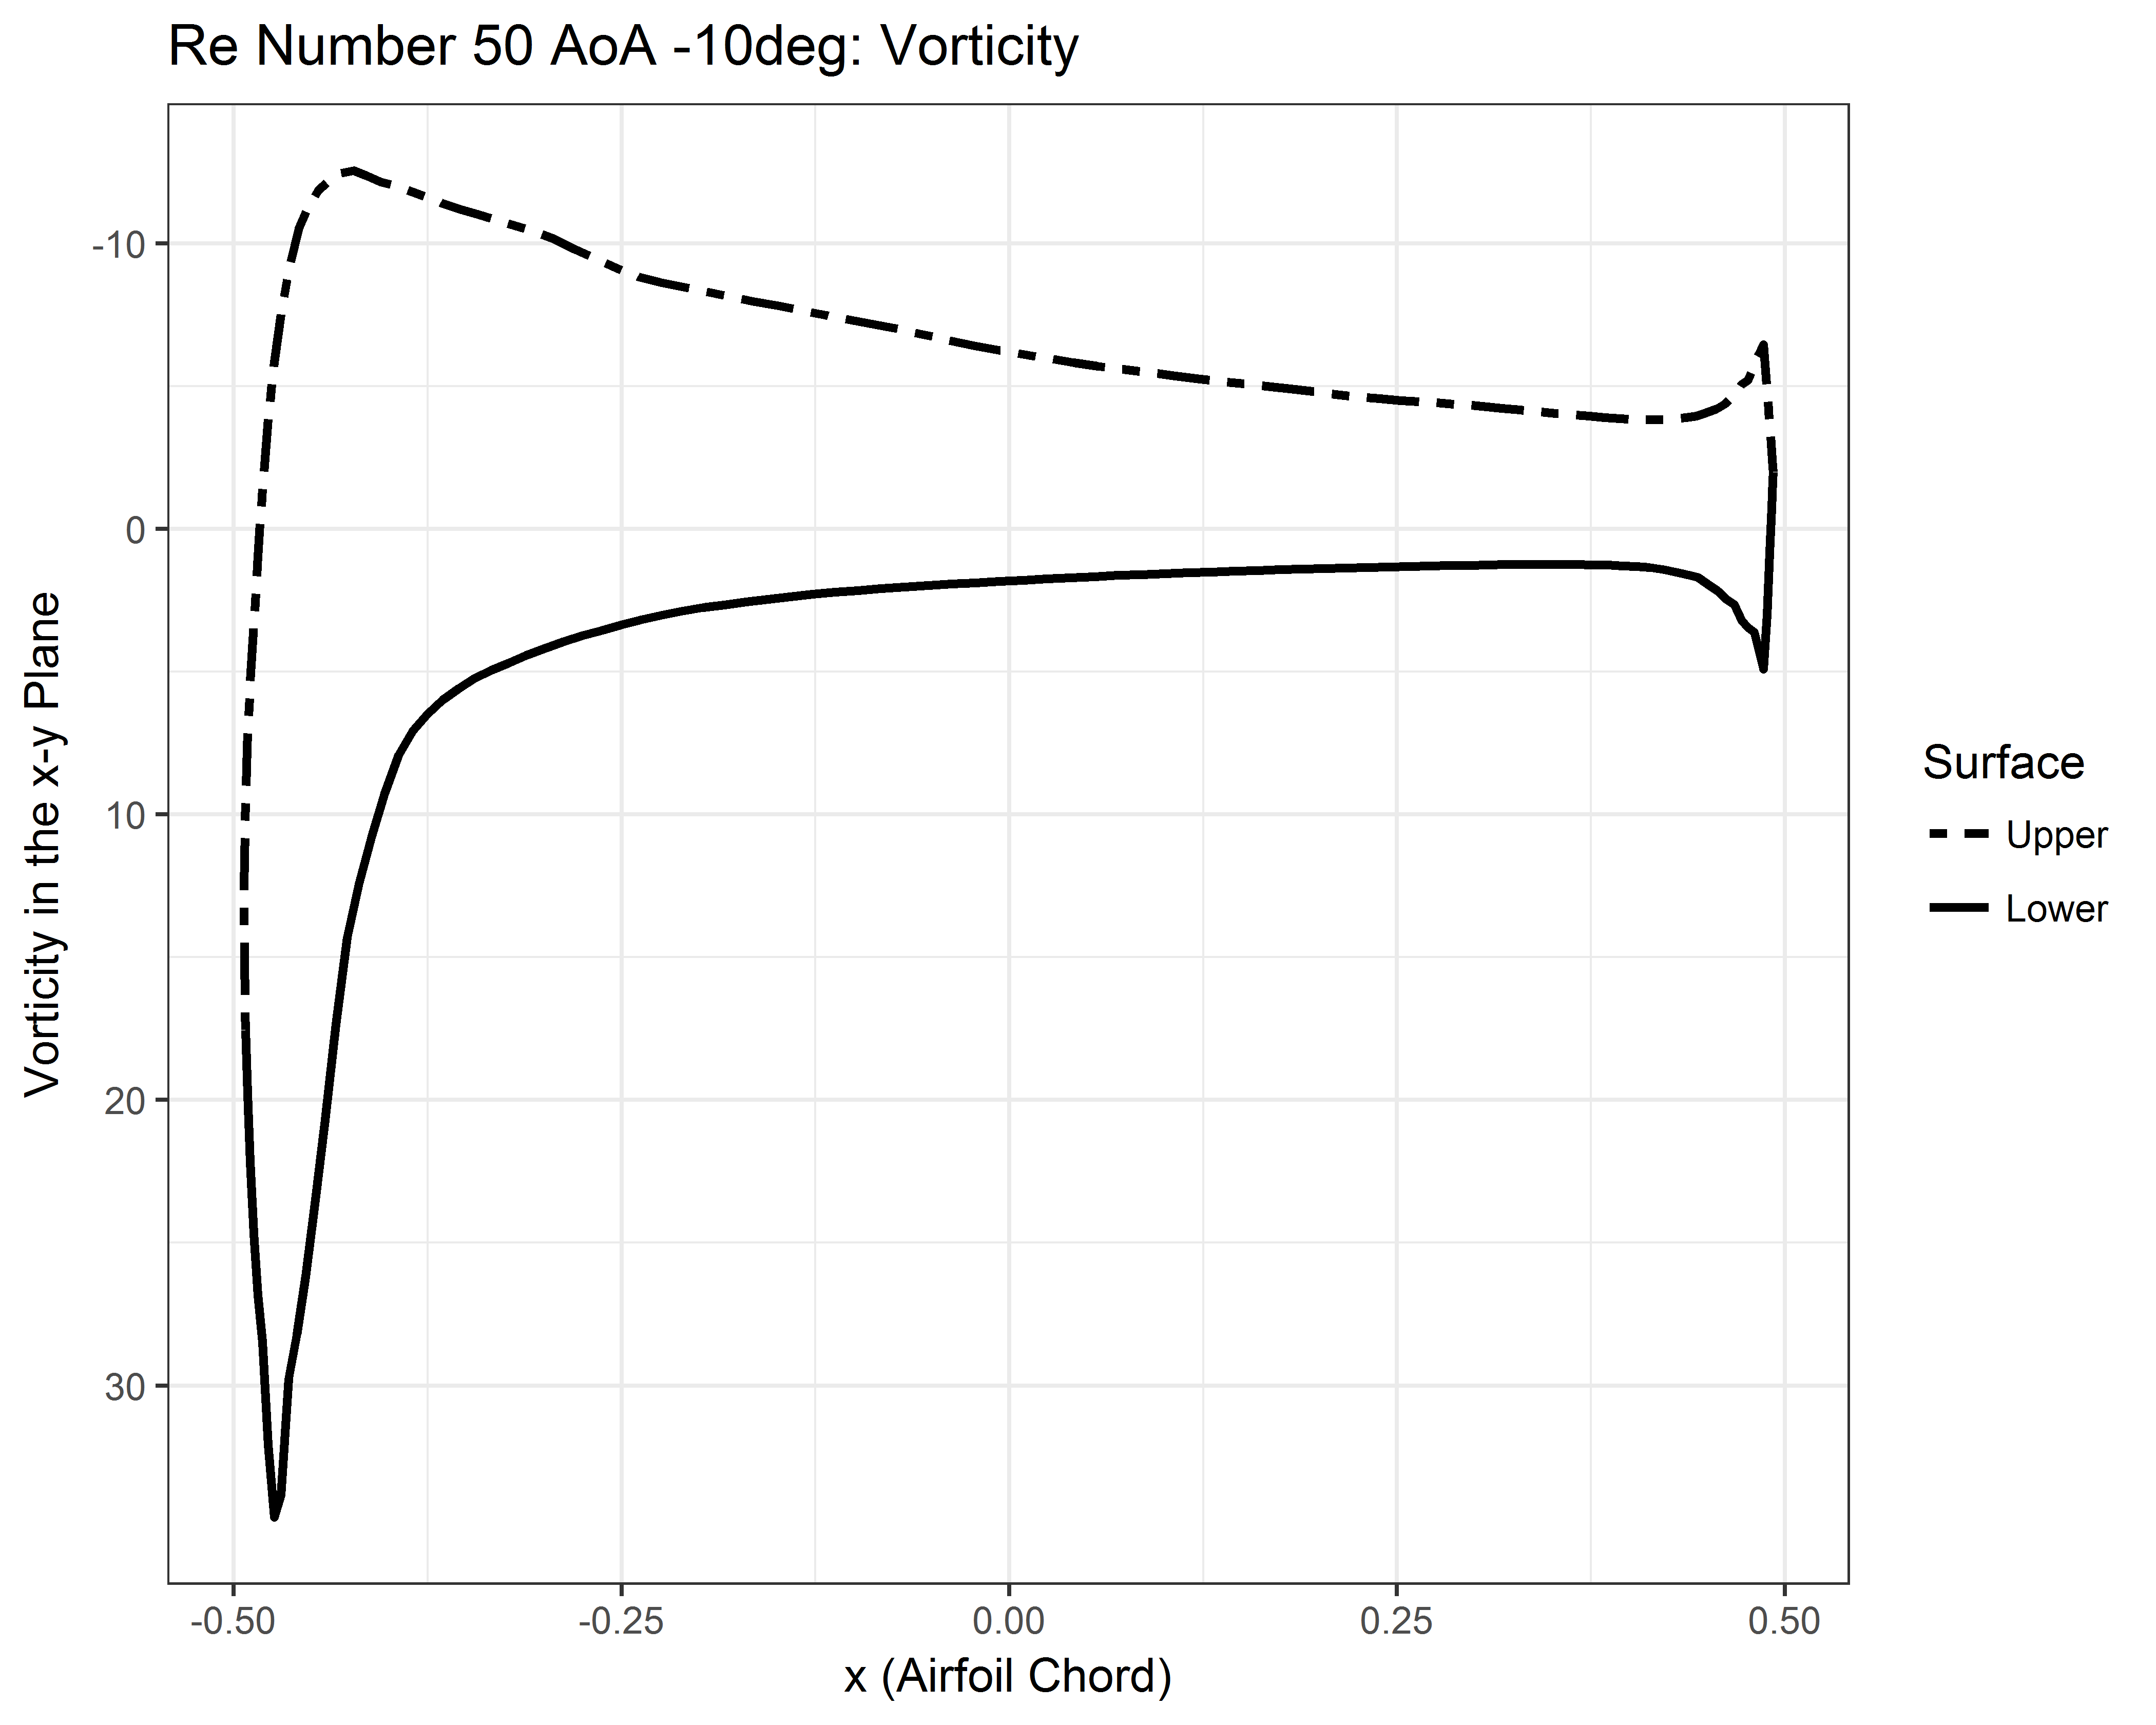 Re Number 50 AoA -10deg: Vorticity
Vorticity in the x-y Plane
-10
0
10
20
30
-0.50
-0.25
0.00
0.25
0.50
x (Airfoil Chord)
Surface
Upper
Lower